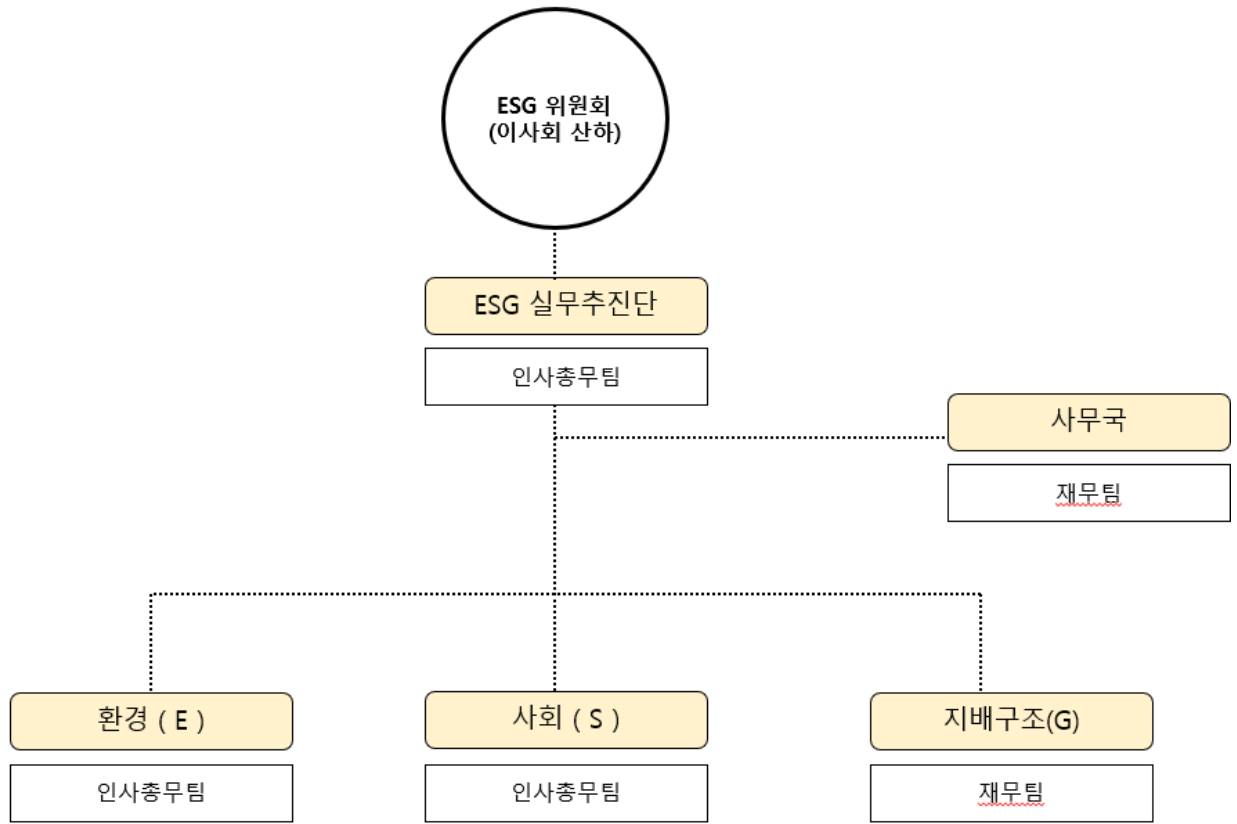 ESG 위원회
(이사회 산하)
ESG 실무추진단
인사총무팀
사무국
재무팀
환경 ( E )
사회 ( S )
지배구조(G)
인사총무팀
인사총무팀
재무팀